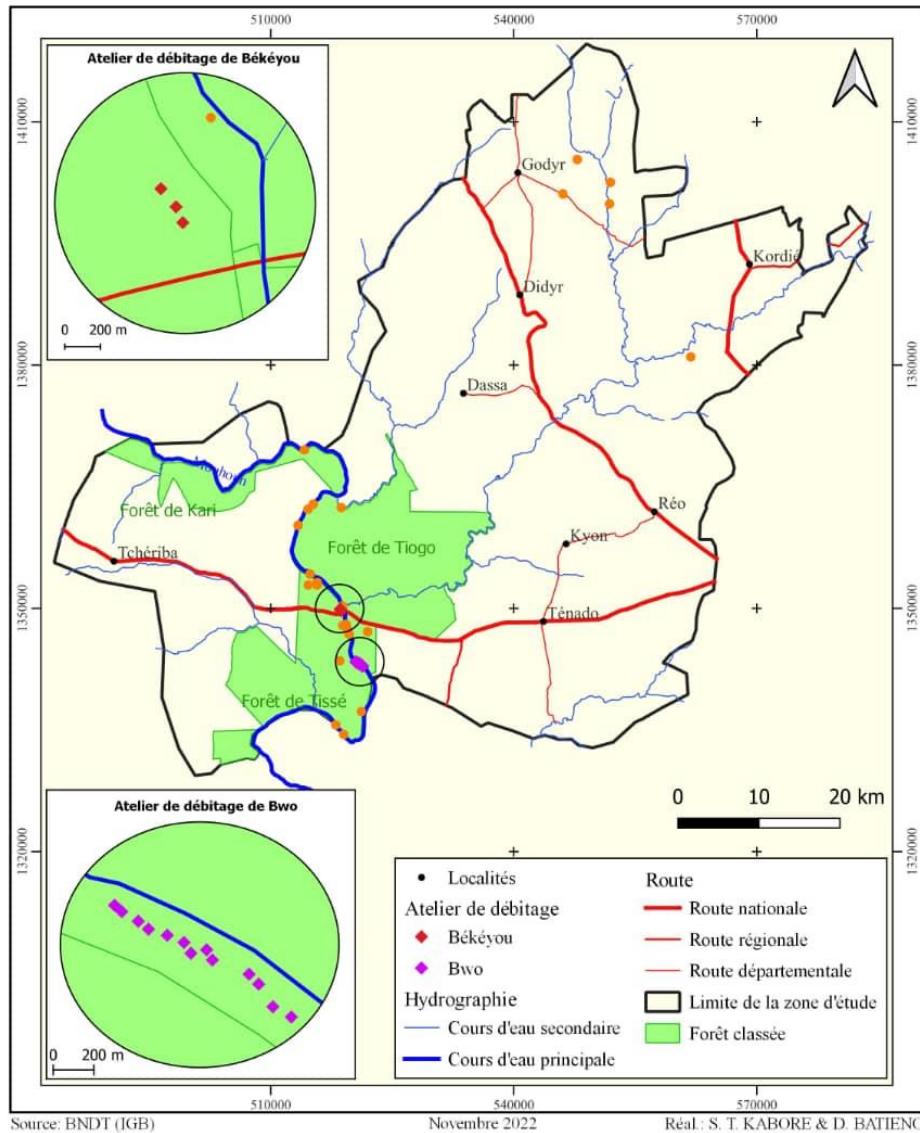 510000
540000
570000
Atelier de débitage de Békéyou
0 200 m
1410000
1410000
Godyr
Kordié
Didyr
1380000
1380000
Dassa
Mouhoun
Forêt de Kari
Réo
Kyon
Forêt de Tiogo
Tchériba
1350000
1350000
Ténado
Forêt de Tissé
Atelier de débitage de Bwo
0 200 m
0 10 20 km
1320000
1320000
Localités
Atelier de débitage
Békéyou
Bwo
Hydrographie
Cours d'eau secondaire
Cours d'eau principale
Route
Route nationale
Route régionale
Route départementale
Limite de la zone d'étude
Forêt classée
510000
540000
570000
Source: BNDT (IGB)
Novembre 2022
Réal.: S. T. KABORE & D. BATIENO